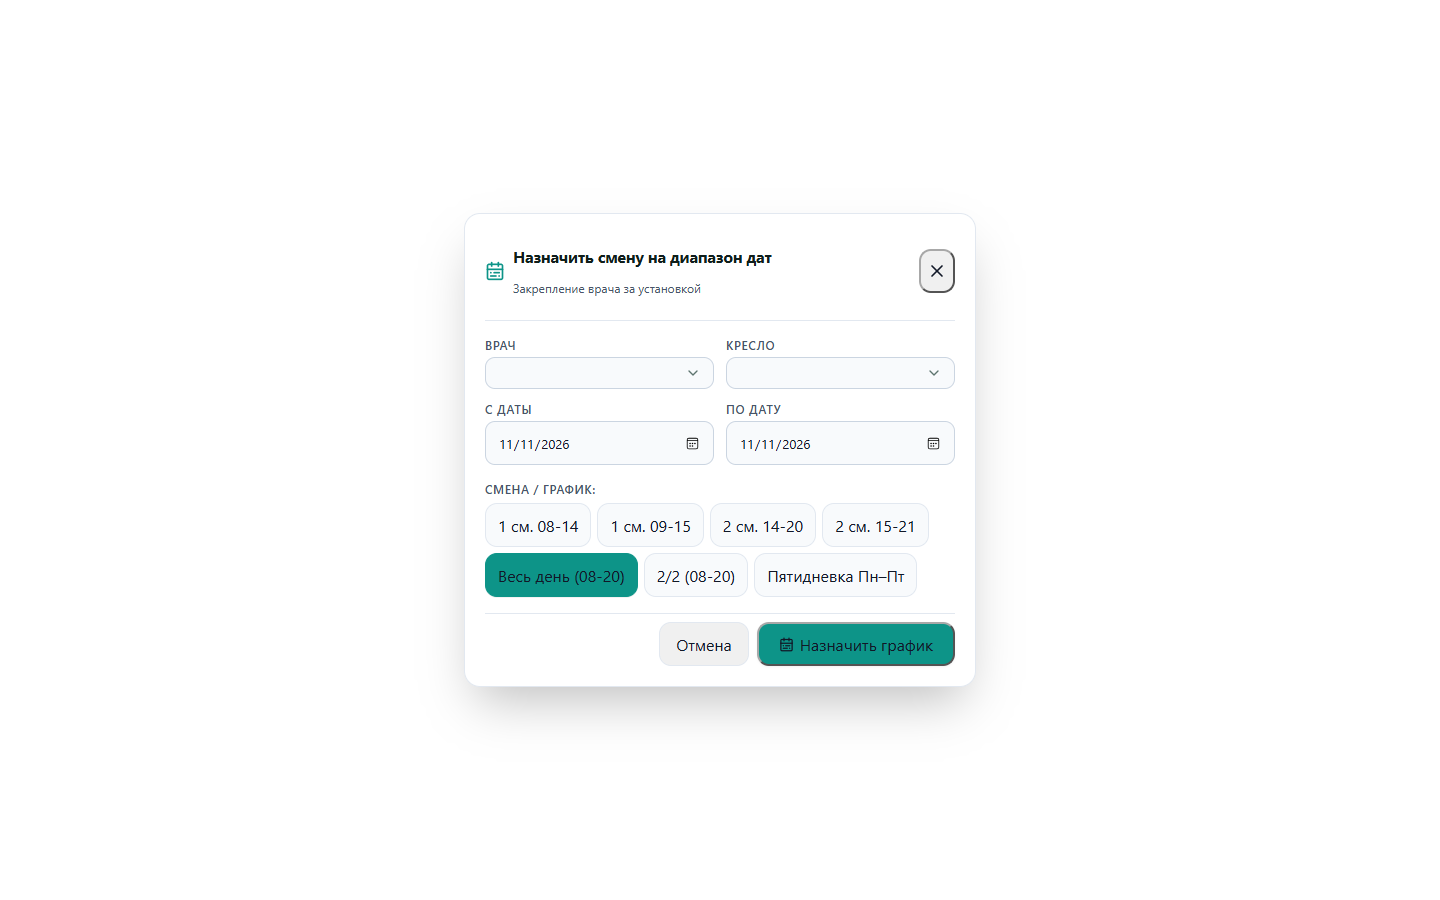 Назначить смену на диапазон дат
Закрепление врача за установкой
ВРАЧ
КРЕСЛО
С ДАТЫ
ПО ДАТУ
11/11/2026
11/11/2026
СМЕНА / ГРАФИК:
1 см. 08-14
1 см. 09-15
2 см. 14-20
2 см. 15-21
Весь день (08-20)
2/2 (08-20)
Пятидневка Пн–Пт
Отмена
Назначить график